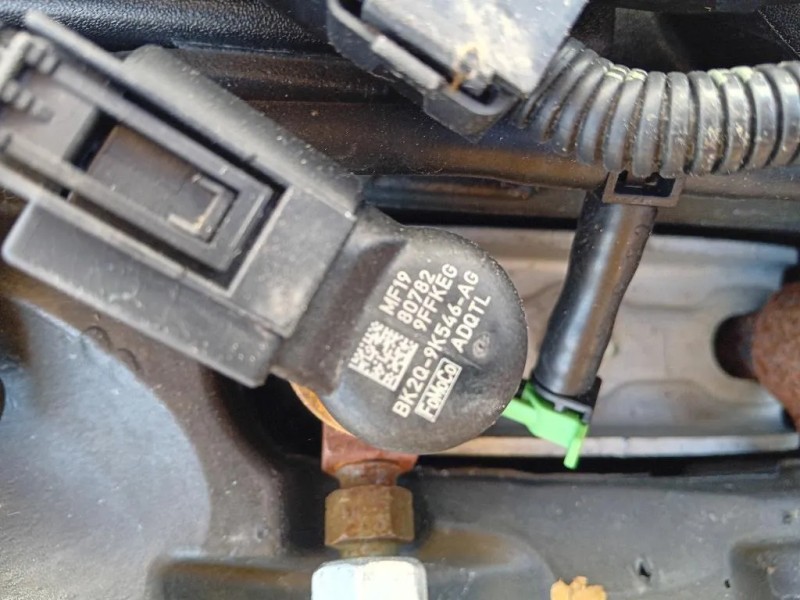 MF19
80782
9FFKEG
BK2Q-9K546-AG
FoMoCo ADQTL